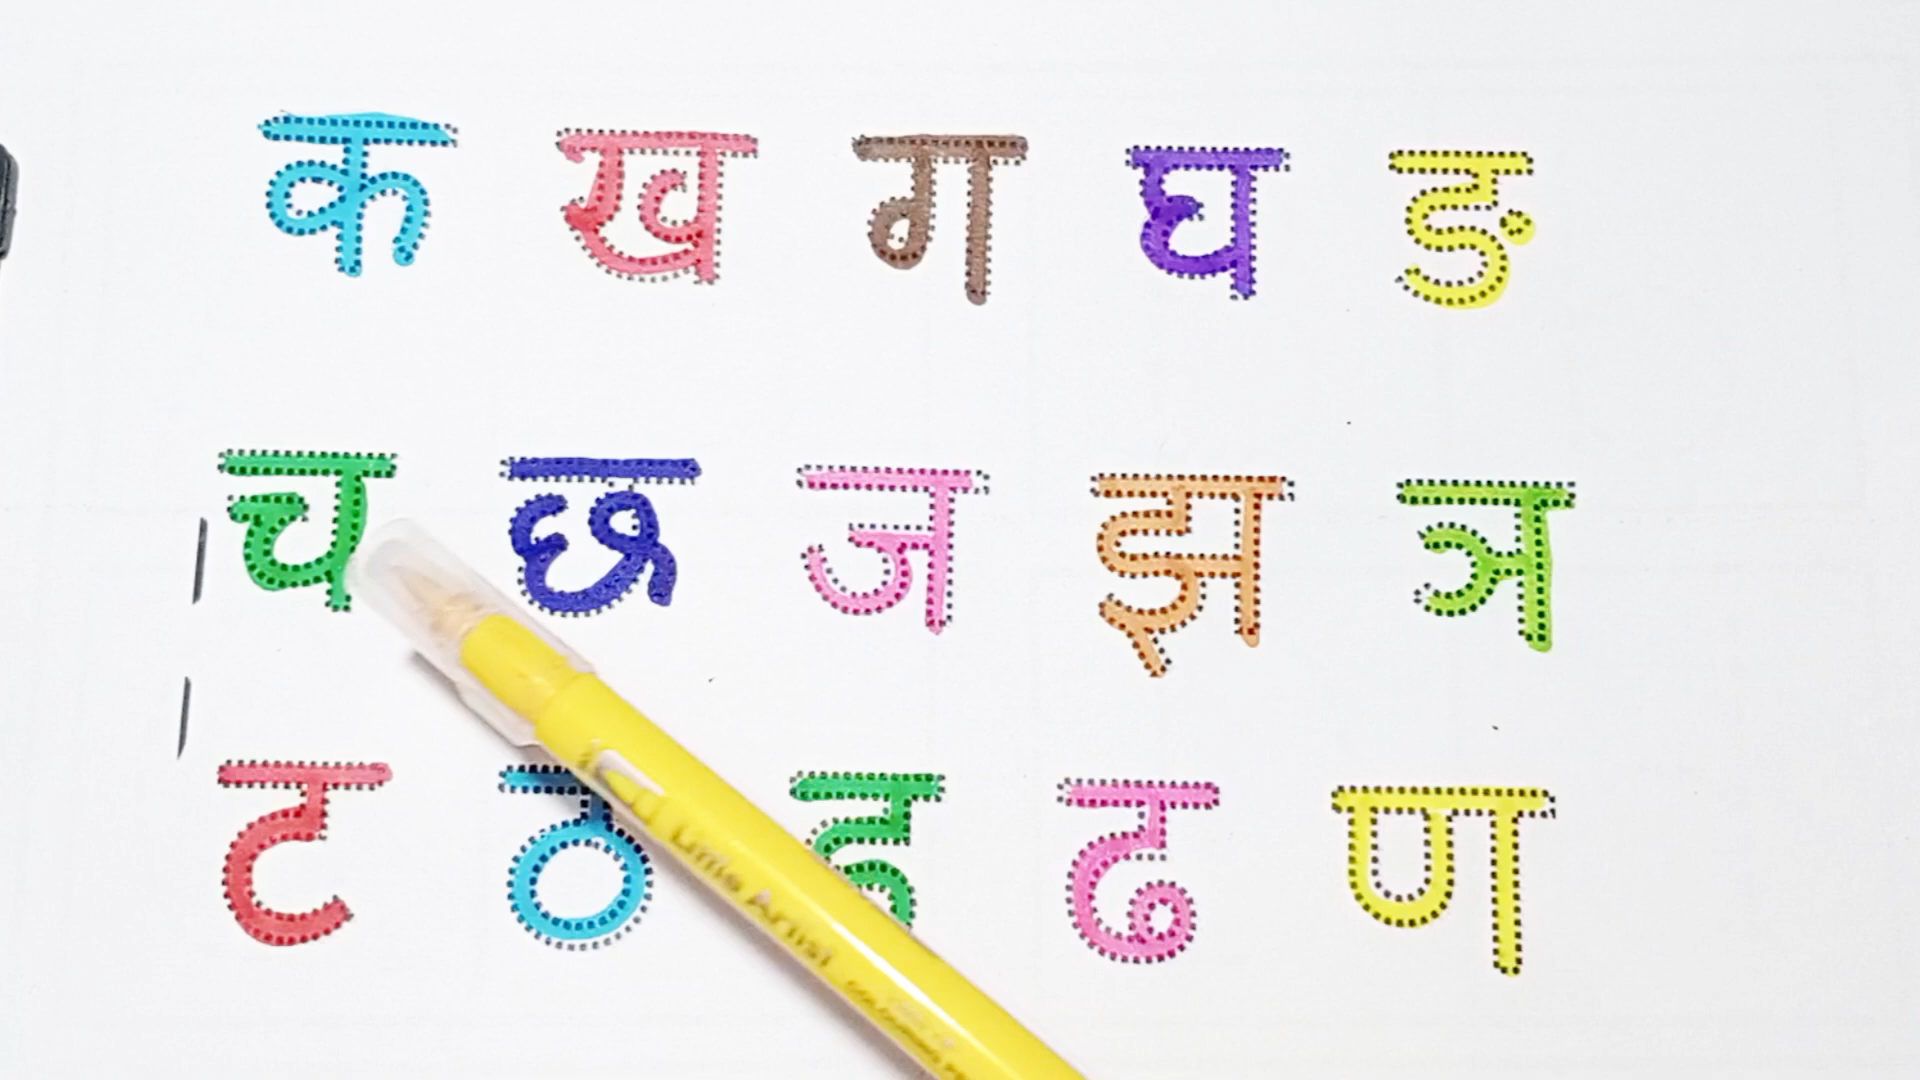 क ख ग घ ङ
च छ ज झ ञ
ट ठ ड ढ ण
Little Artist